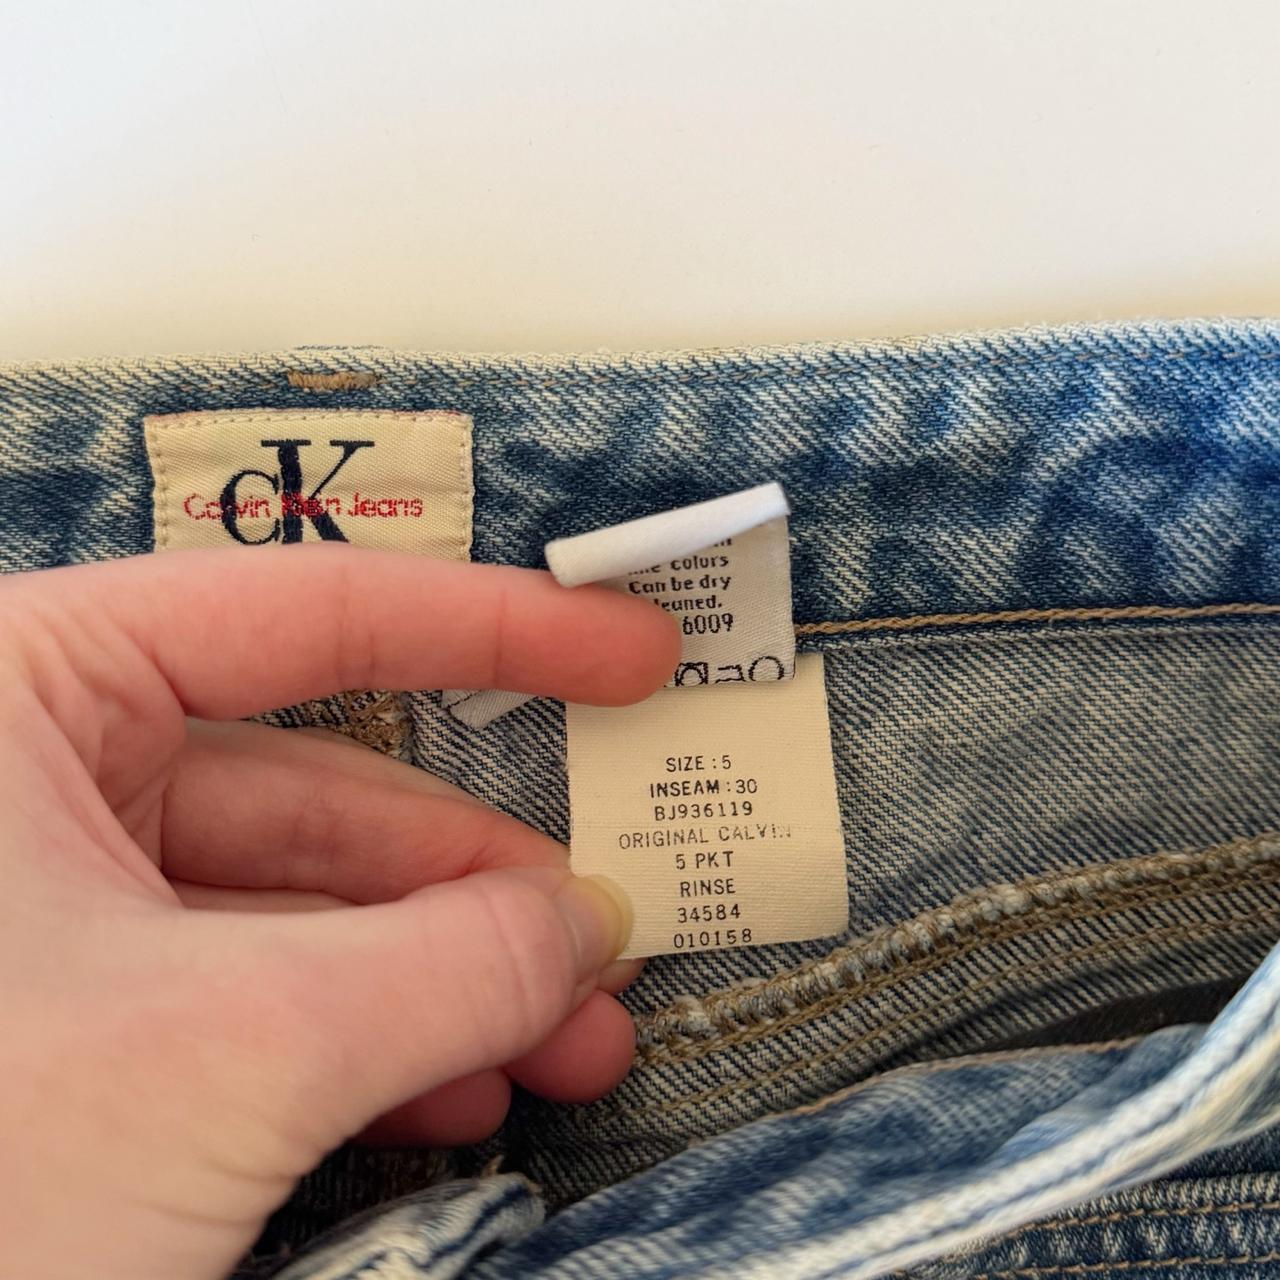 CK
Calvin Klein Jeans
colors
Can be dry
6009
SIZE : 5
INSEAM : 30
BJ936119
ORIGINAL CALVIN
5 PKT
RINSE
34584
010158